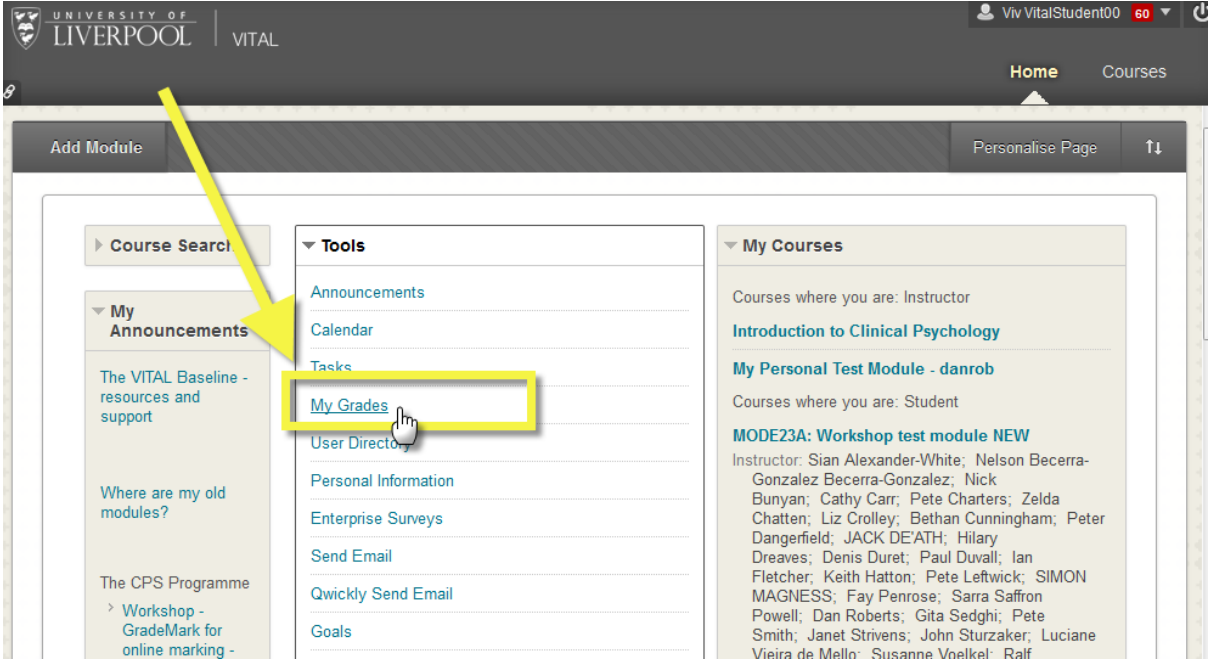 UNIVERSITY OF
LIVERPOOL
VITAL
Viv VitalStudent00 60
Home Courses
Add Module
Personalise Page
Course Search
My
Announcements
The VITAL Baseline -
resources and
support
Where are my old
modules?
The CPS Programme
Workshop -
GradeMark for
online marking -
Tools
Announcements
Calendar
Tasks
My Grades
User Directory
Personal Information
Enterprise Surveys
Send Email
Qwickly Send Email
Goals
My Courses
Courses where you are: Instructor
Introduction to Clinical Psychology
My Personal Test Module - danrob
Courses where you are: Student
MODE23A: Workshop test module NEW
Instructor: Sian Alexander-White; Nelson Becerra-
Gonzalez Becerra-Gonzalez; Nick
Bunyan; Cathy Carr; Pete Charters; Zelda
Chatten; Liz Crolley; Bethan Cunningham; Peter
Dangerfield; JACK DE'ATH; Hilary
Dreaves; Denis Duret; Paul Duvall; Ian
Fletcher; Keith Hatton; Pete Leftwick; SIMON
MAGNESS; Fay Penrose; Sarra Saffron
Powell; Dan Roberts; Gita Sedghi; Pete
Smith; Janet Strivens; John Sturzaker; Luciane
Vieira de Mello; Susanne Voelkel; Ralf